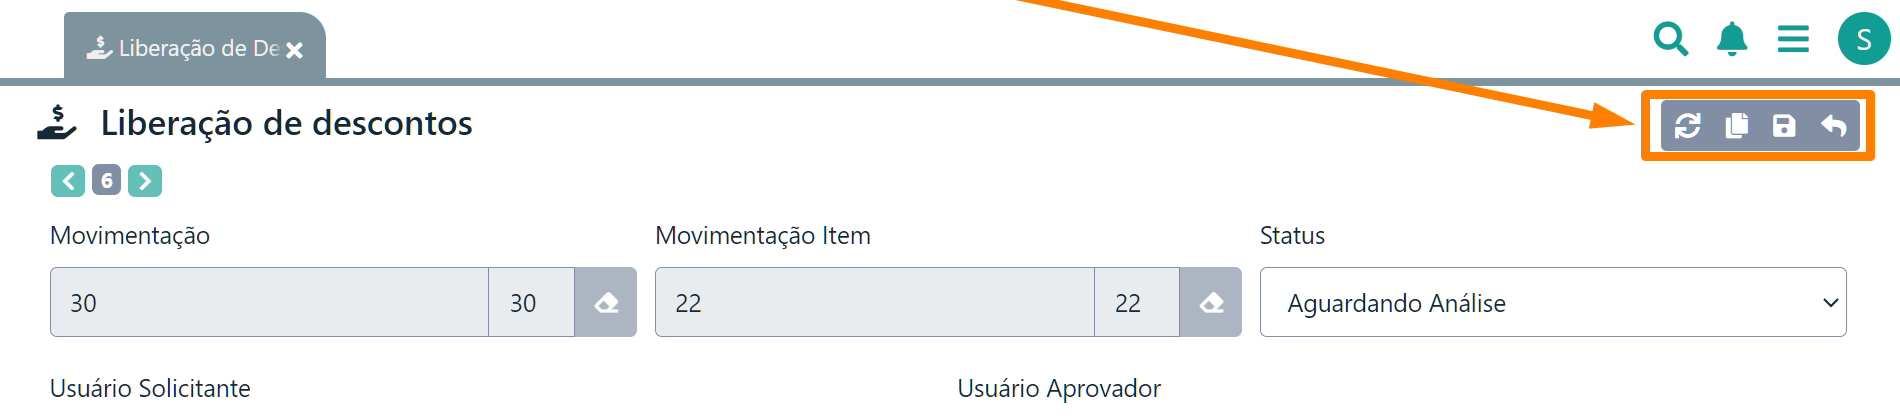 Liberação de De
S
Liberação de descontos
6
Movimentação Movimentação Item Status
30 30 22 22 Aguardando Análise
Usuário Solicitante Usuário Aprovador